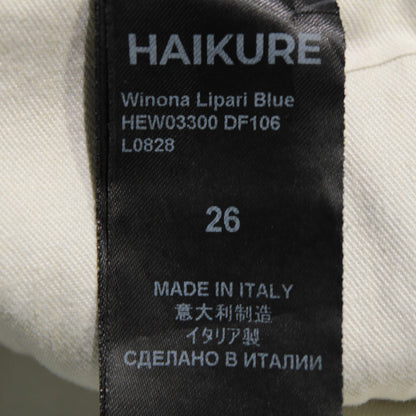 HAIKURE
Winona Lipari Blue
HEW03300 DF106
L0828
26
MADE IN ITALY
意大利制造
イタリア製
СДЕЛАНО В ИТАЛИИ